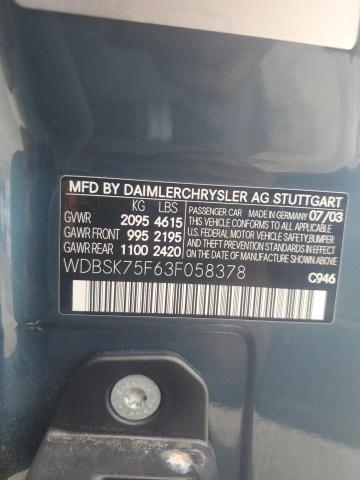 MFD BY DAIMLERCHRYSLER AG STUTTGART
KG LBS
GVWR 2095 4615
GAWR FRONT 995 2195
GAWR REAR 1100 2420
PASSENGER CAR MADE IN GERMANY 07/03
THIS VEHICLE CONFORMS TO ALL
APPLICABLE U.S. FEDERAL MOTOR
VEHICLE SAFETY, BUMPER,
AND THEFT PREVENTION
STANDARDS IN EFFECT ON THE DATE
OF MANUFACTURE SHOWN ABOVE.
WDBSK75F63F058378
C946